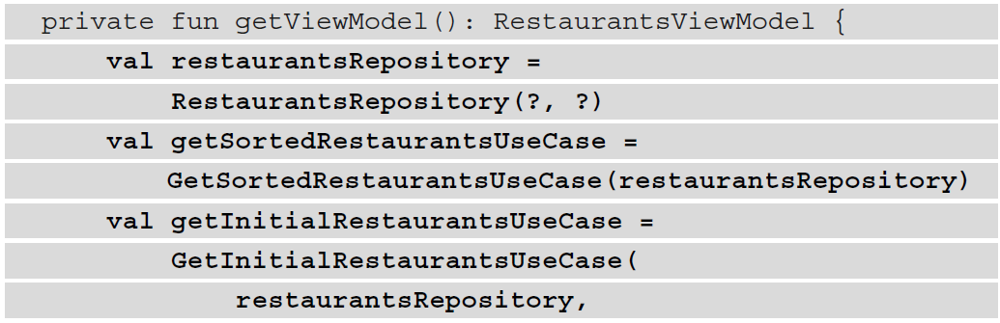 private fun getViewModel(): RestaurantsViewModel {
val restaurantsRepository =
RestaurantsRepository(?, ?)
val getSortedRestaurantsUseCase =
GetSortedRestaurantsUseCase(restaurantsRepository)
val getInitialRestaurantsUseCase =
GetInitialRestaurantsUseCase(
restaurantsRepository,